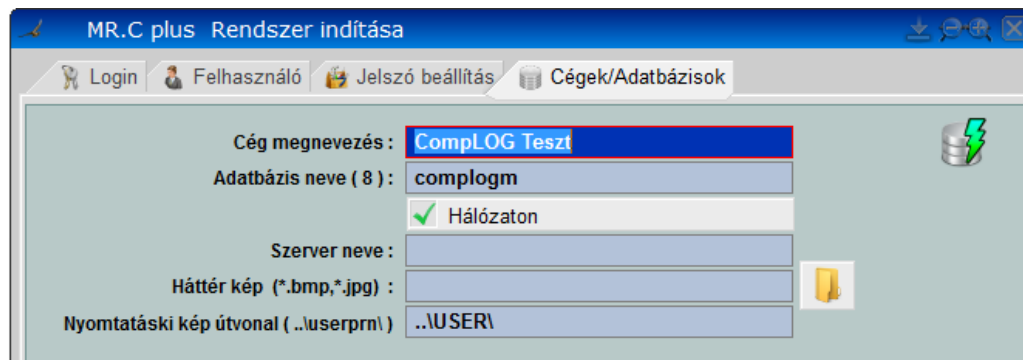 MR.C plus Rendszer indítása
Login Felhasználó Jelszó beállítás Cégek/Adatbázisok
Cég megnevezés : CompLOG Teszt
Adatbázis neve ( 8 ) : complogm
Hálózaton
Szerver neve :
Háttér kép (*.bmp,*.jpg) :
Nyomtatáski kép útvonal ( ..\userprn\ ) ..\USER\